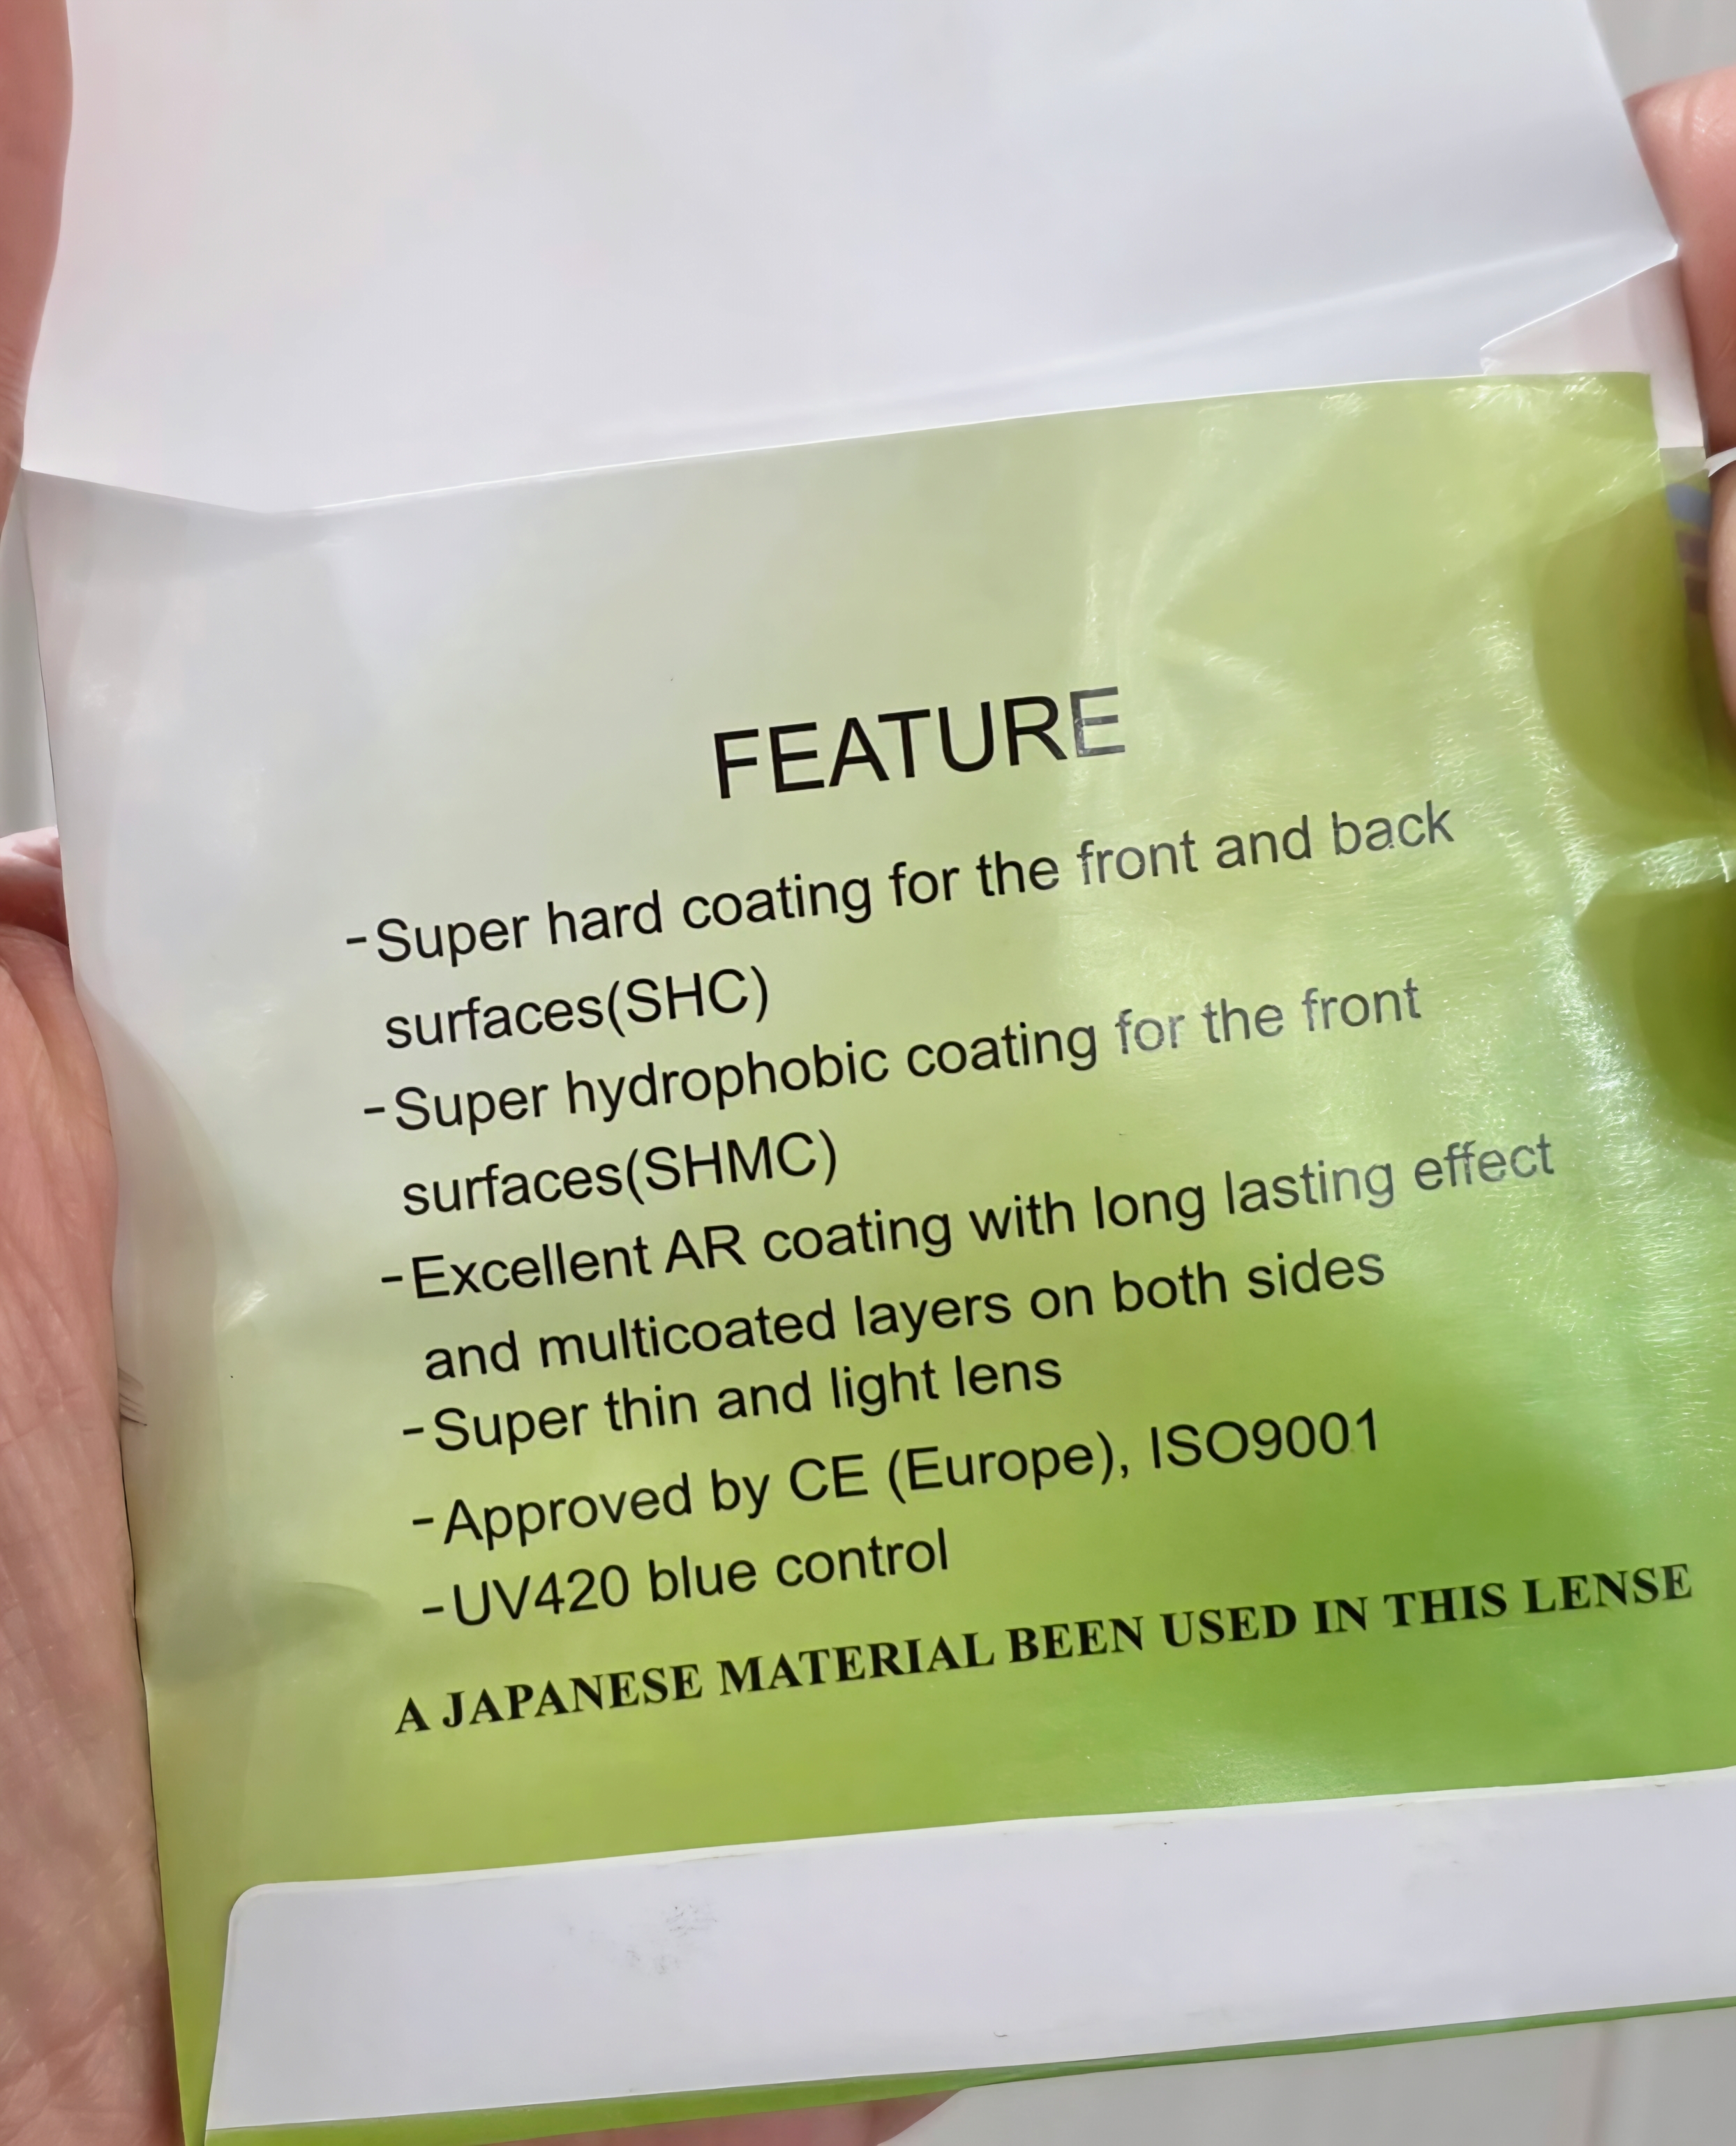 FEATURE
-Super hard coating for the front and back
surfaces(SHC)
-Super hydrophobic coating for the front
surfaces(SHMC)
-Excellent AR coating with long lasting effect
and multicoated layers on both sides
-Super thin and light lens
-Approved by CE (Europe), ISO9001
-UV420 blue control
A JAPANESE MATERIAL BEEN USED IN THIS LENSE